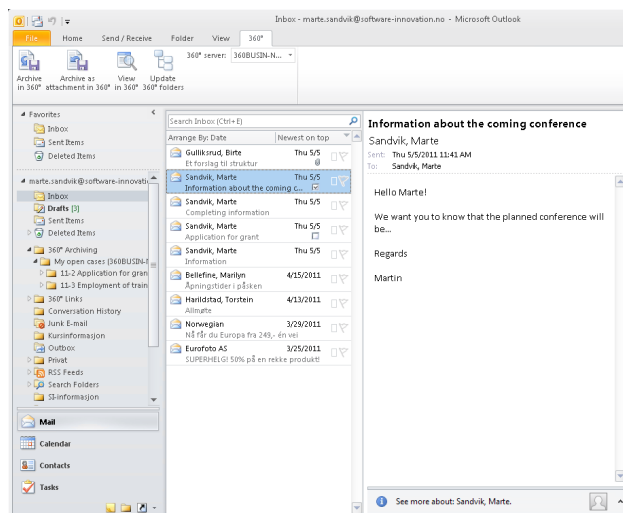 Inbox - marte.sandvik@software-innovation.no - Microsoft Outlook
File Home Send / Receive Folder View 360°
360° server: 360BUSIN-N...
Archive in 360°
Archive as attachment in 360°
View in 360°
Update 360° folders
Favorites
Inbox
Sent Items
Deleted Items
marte.sandvik@software-innovati
Inbox
Drafts [3]
Sent Items
Deleted Items
360° Archiving
My open cases (360BUSIN-
11-2 Application for gran
11-3 Employment of train
360° Links
Conversation History
Junk E-mail
Kursinformasjon
Outbox
Privat
RSS Feeds
Search Folders
SI-informasjon
Mail
Calendar
Contacts
Tasks
Search Inbox (Ctrl+E)
Arrange By: Date Newest on top
Gulliksrud, Birte Thu 5/5
Et forslag til struktur
Sandvik, Marte Thu 5/5
Information about the coming c...
Sandvik, Marte Thu 5/5
Completing information
Sandvik, Marte Thu 5/5
Application for grant
Sandvik, Marte Thu 5/5
Information
Bellefine, Marilyn 4/15/2011
Åpningstider i påsken
Harildstad, Torstein 4/13/2011
Allmøte
Norwegian 3/29/2011
Nå får du Europa fra 249,- én vei
Eurofoto AS 3/25/2011
SUPERHELG! 50% på en rekke produkt!
Information about the coming conference
Sandvik, Marte
Sent: Thu 5/5/2011 11:41 AM
To: Sandvik, Marte
Hello Marte!
We want you to know that the planned conference will
be...
Regards
Martin
See more about: Sandvik, Marte.